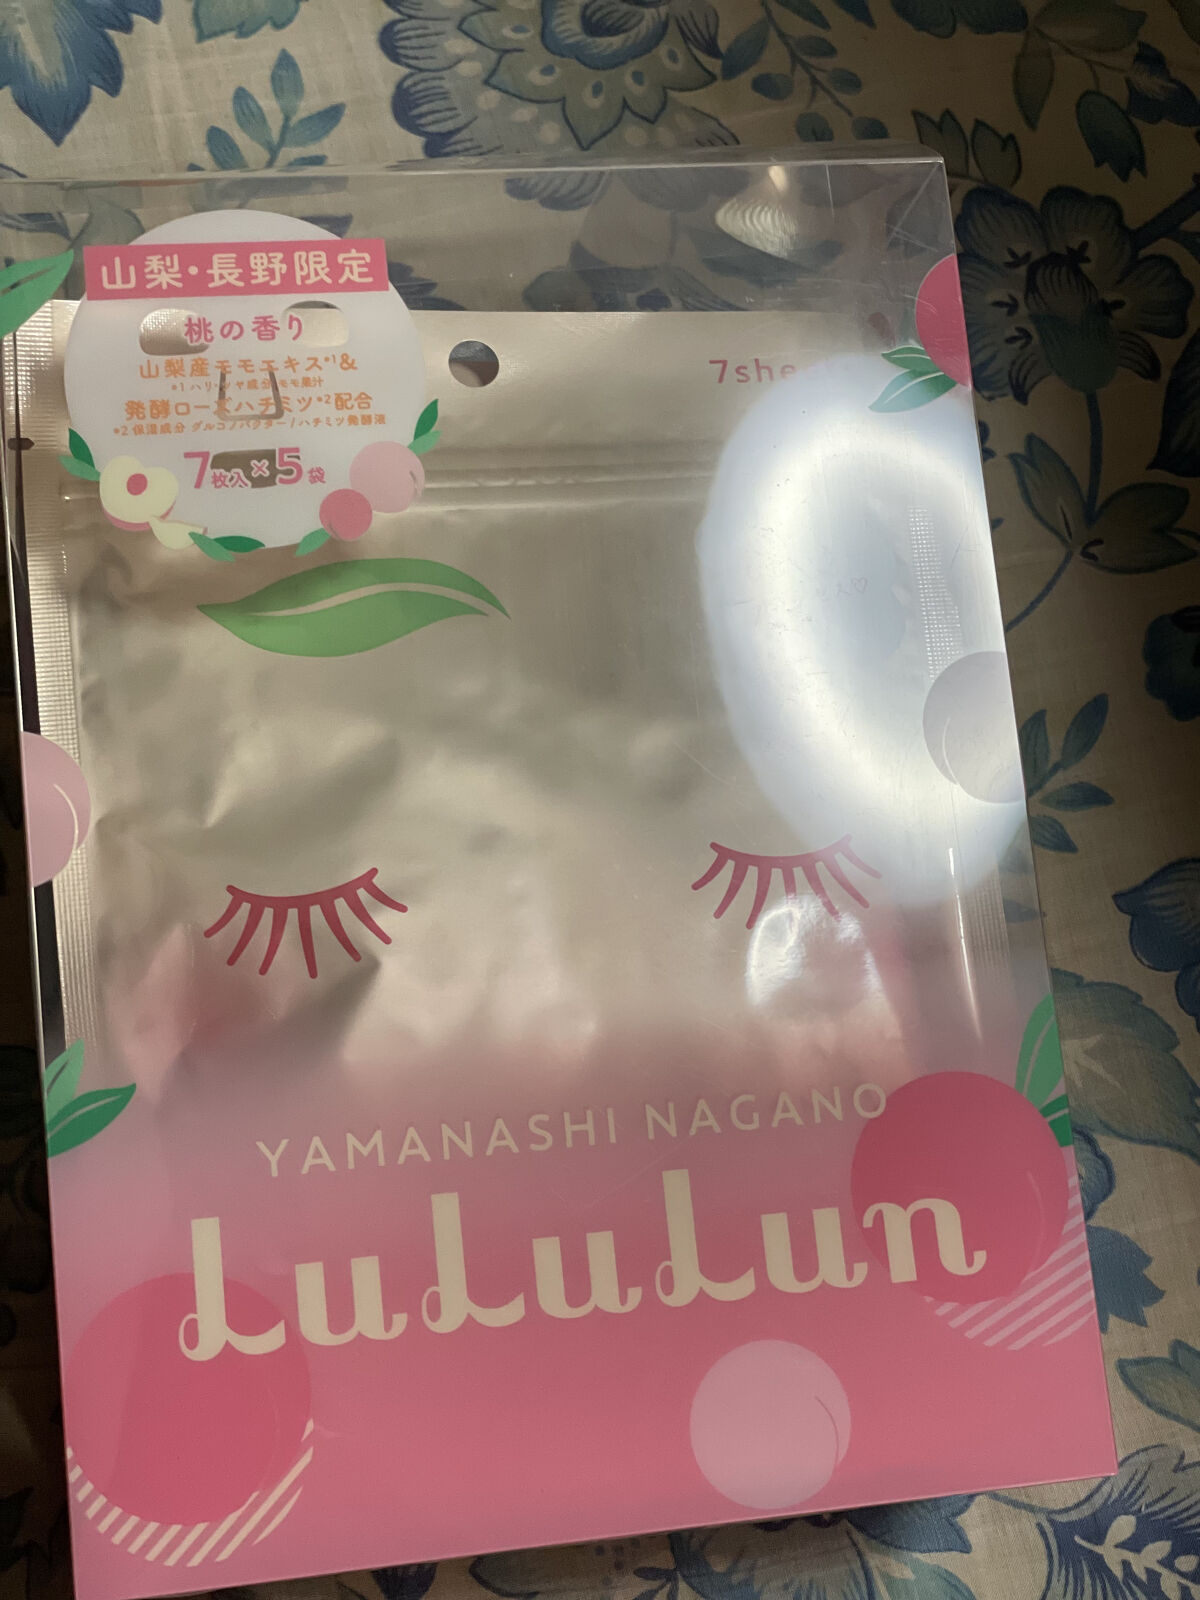 山梨・長野限定
桃の香り
山梨産モモエキス※1&
※1 ハリ・ツヤ成分 モモ果汁
発酵ローズハチミツ※2配合
※2 保湿成分 グルコノバクター/ハチミツ発酵液
7枚入×5袋
YAMANASHI NAGANO
LuLuLun